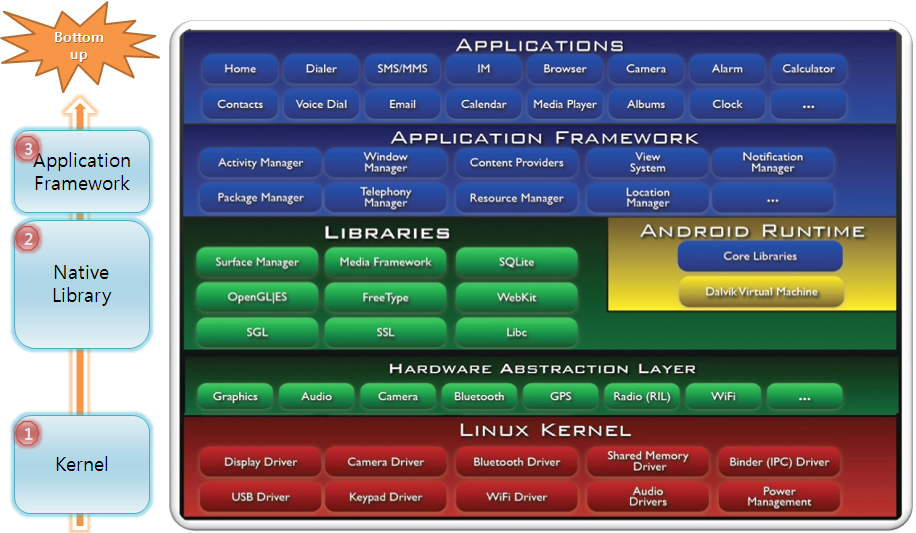 Bottom
up
3
Application
Framework
2
Native
Library
1
Kernel
APPLICATIONS
Home Dialer SMS/MMS IM Browser Camera Alarm Calculator
Contacts Voice Dial Email Calendar Media Player Albums Clock ...
APPLICATION FRAMEWORK
Activity Manager Window Manager Content Providers View System Notification Manager
Package Manager Telephony Manager Resource Manager Location Manager ...
LIBRARIES
Surface Manager Media Framework SQLite
OpenGL|ES FreeType WebKit
SGL SSL Libc
ANDROID RUNTIME
Core Libraries
Dalvik Virtual Machine
HARDWARE ABSTRACTION LAYER
Graphics Audio Camera Bluetooth GPS Radio (RIL) WiFi ...
LINUX KERNEL
Display Driver Camera Driver Bluetooth Driver Shared Memory Driver Binder (IPC) Driver
USB Driver Keypad Driver WiFi Driver Audio Drivers Power Management